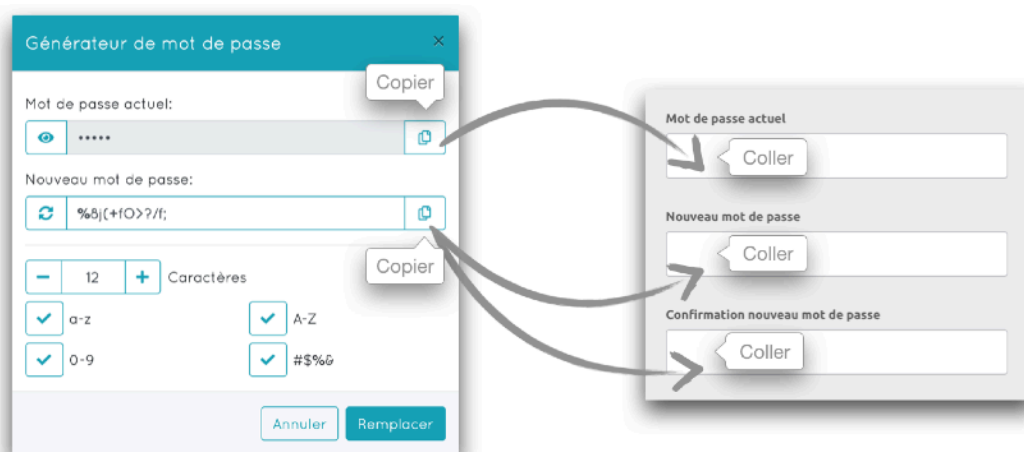 Générateur de mot de passe ×
Copier
Mot de passe actuel:
•••••
Nouveau mot de passe:
%&j(+fO>?/f;
Copier
− 12 + Caractères
a-z A-Z
0-9 #$%&
Annuler Remplacer
Mot de passe actuel
Coller
Nouveau mot de passe
Coller
Confirmation nouveau mot de passe
Coller